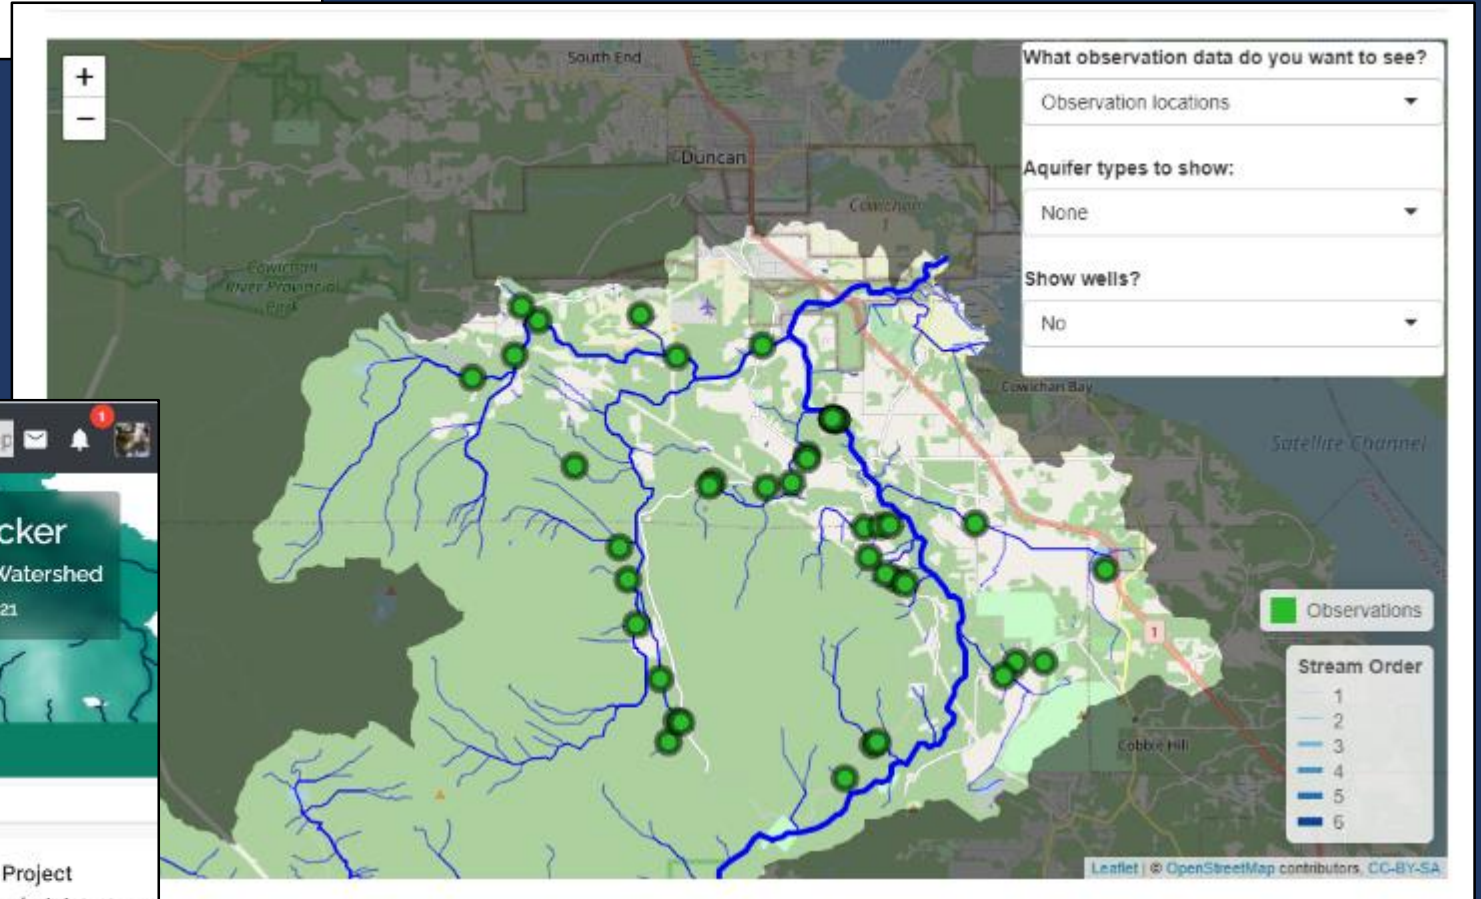 +
−
South End
Duncan
Cowichan
Cowichan
River Provincial
Park
What observation data do you want to see?
Observation locations
Aquifer types to show:
None
Show wells?
No
Cowichan Bay
Satellite Channel
1
Cobble Hill
Observations
Stream Order
1
2
3
4
5
6
Leaflet | © OpenStreetMap contributors, CC-BY-SA
1
cker
Watershed
21
Project